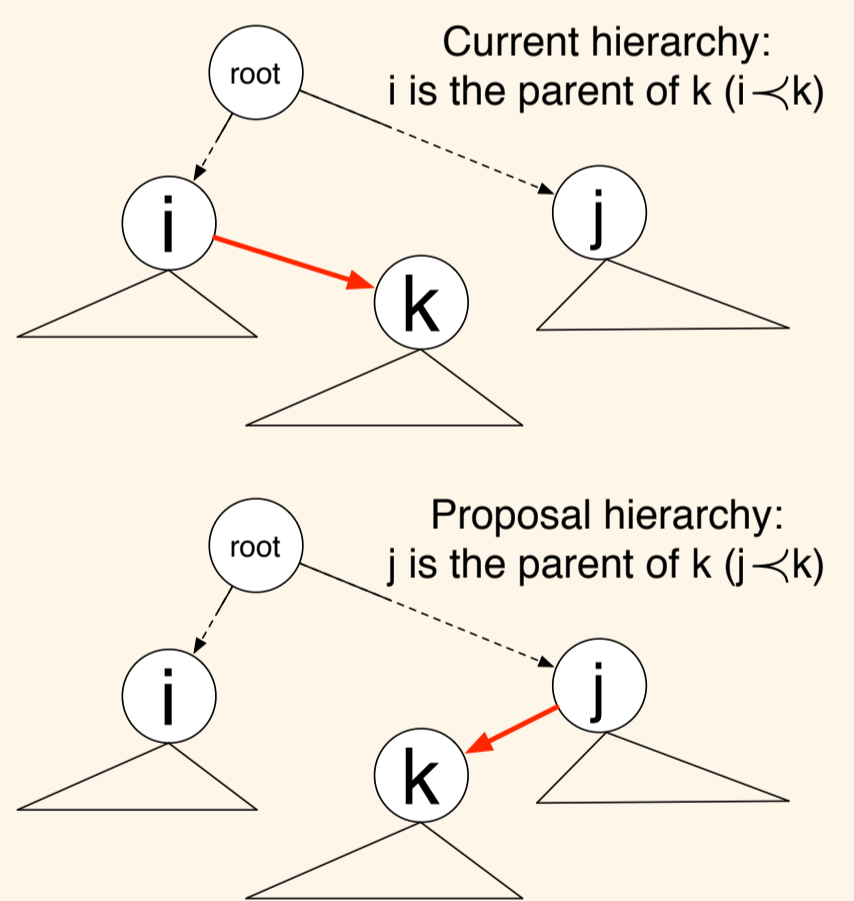 Current hierarchy:
root
i is the parent of k (i≺k)
i
j
k
Proposal hierarchy:
root
j is the parent of k (j≺k)
i
j
k